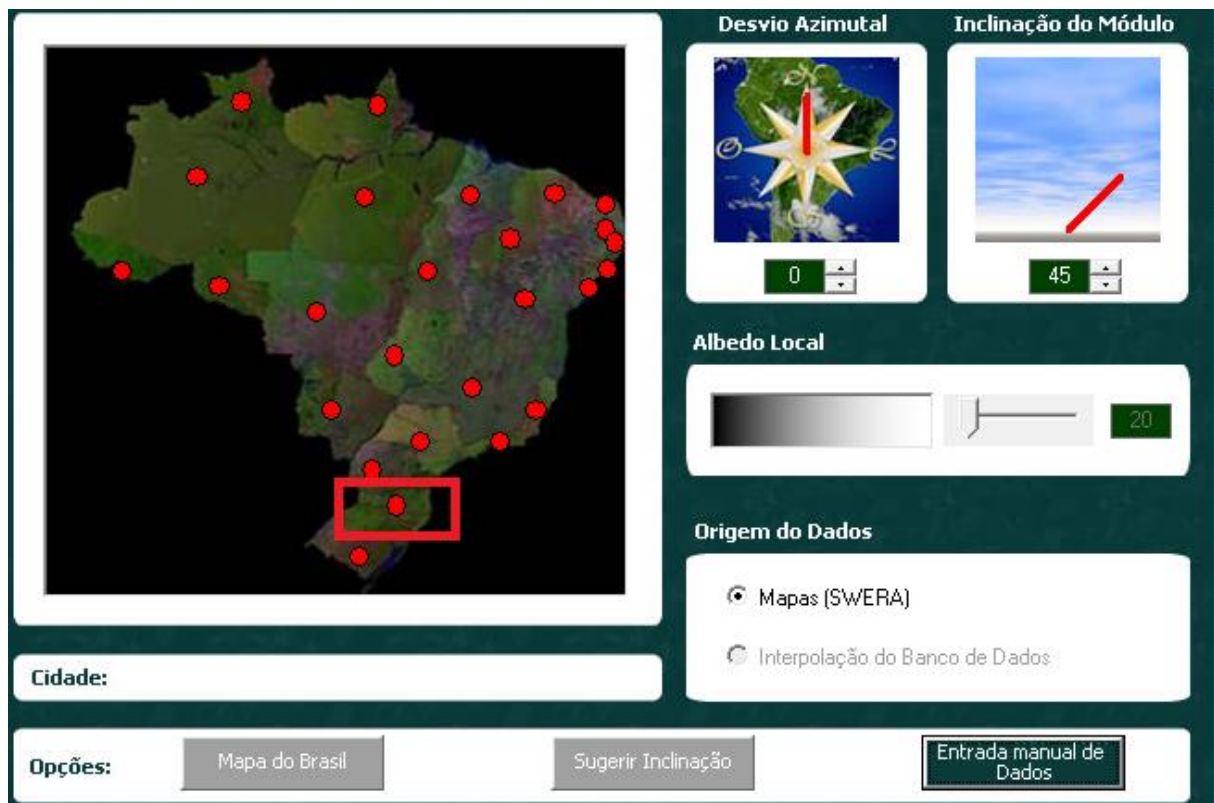 Desvio Azimutal
Inclinação do Módulo
0
45
Albedo Local
20
Origem do Dados
Mapas (SWERA)
Interpolação do Banco de Dados
Cidade:
Opções:
Mapa do Brasil
Sugerir Inclinação
Entrada manual de
Dados